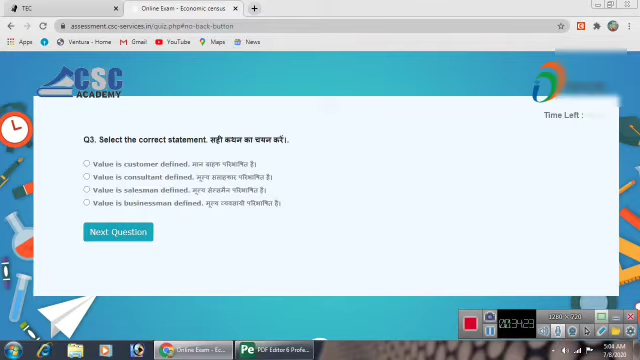 TEC
Online Exam - Economic census
assessment.csc-services.in/quiz.php#no-back-button
Apps
Ventura - Home
Gmail
YouTube
Maps
News
CSC
ACADEMY
Time Left :
Q3. Select the correct statement. सही कथन का चयन करें।.
Value is customer defined. मान ग्राहक परिभाषित है।
Value is consultant defined. मूल्य सलाहकार परिभाषित है।
Value is salesman defined. मूल्य सेल्समैन परिभाषित है।
Value is businessman defined. मूल्य व्यवसायी परिभाषित है।
Next Question
1280 x 720
00:34:23
Online Exam - Ec...
PDF Editor 6 Profe...
5:04 AM
7/8/2020